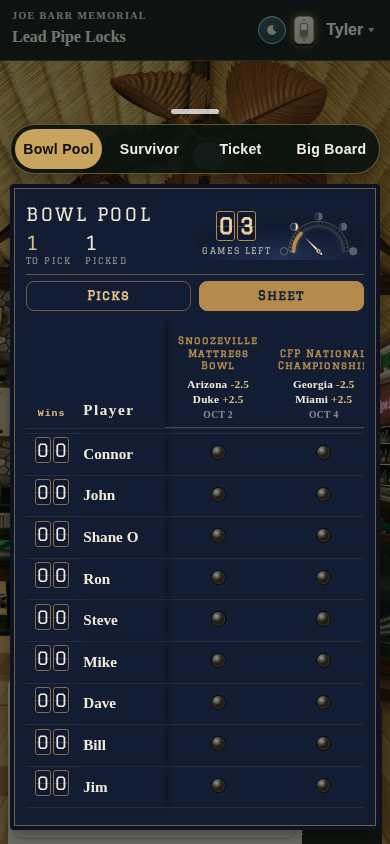 JOE BARR MEMORIAL
Lead Pipe Locks
Tyler
Bowl Pool
Survivor
Ticket
Big Board
BOWL POOL
1
TO PICK
1
PICKED
03
GAMES LEFT
PICKS
SHEET
Wins
Player
SNOOZEVILLE
MATTRESS
BOWL
Arizona -2.5
Duke +2.5
OCT 2
CFP NATIONAL
CHAMPIONSHI
Georgia -2.5
Miami +2.5
OCT 4
00 Connor
00 John
00 Shane O
00 Ron
00 Steve
00 Mike
00 Dave
00 Bill
00 Jim